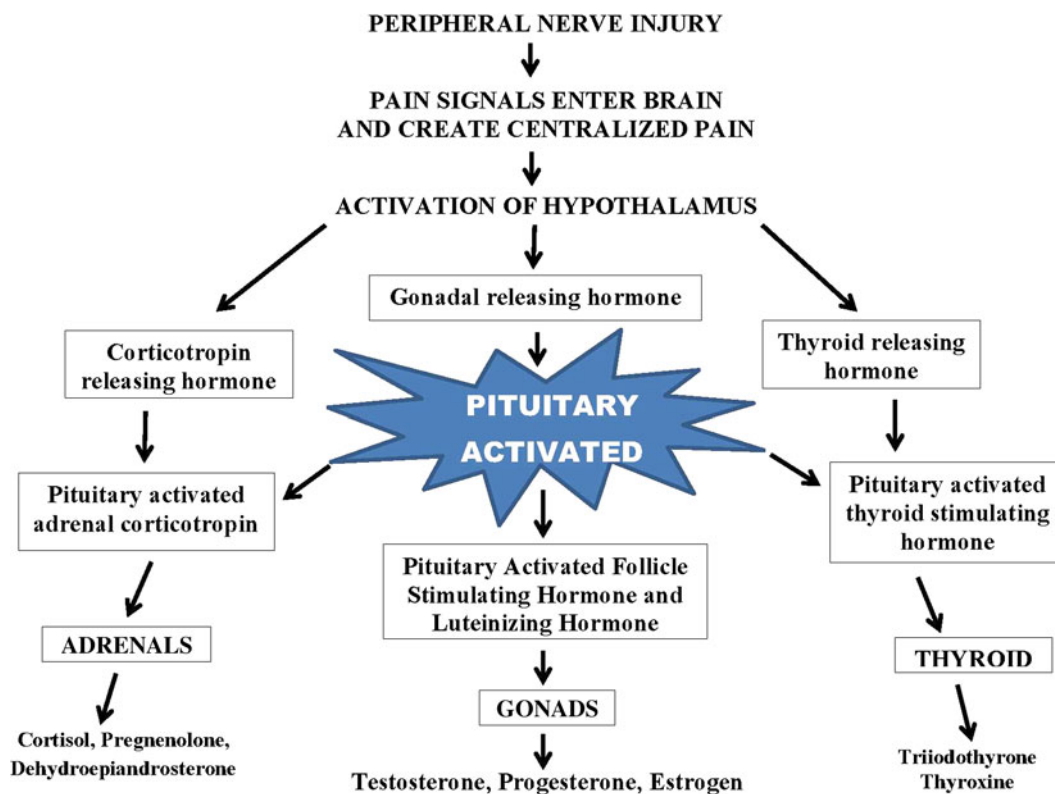 PERIPHERAL NERVE INJURY
PAIN SIGNALS ENTER BRAIN
AND CREATE CENTRALIZED PAIN
ACTIVATION OF HYPOTHALAMUS
Gonadal releasing hormone
Corticotropin
releasing hormone
Thyroid releasing
hormone
PITUITARY
ACTIVATED
Pituitary activated
adrenal corticotropin
Pituitary activated
thyroid stimulating
hormone
Pituitary Activated Follicle
Stimulating Hormone and
Luteinizing Hormone
ADRENALS
THYROID
GONADS
Cortisol, Pregnenolone,
Dehydroepiandrosterone
Testosterone, Progesterone, Estrogen
Triiodothyrone
Thyroxine